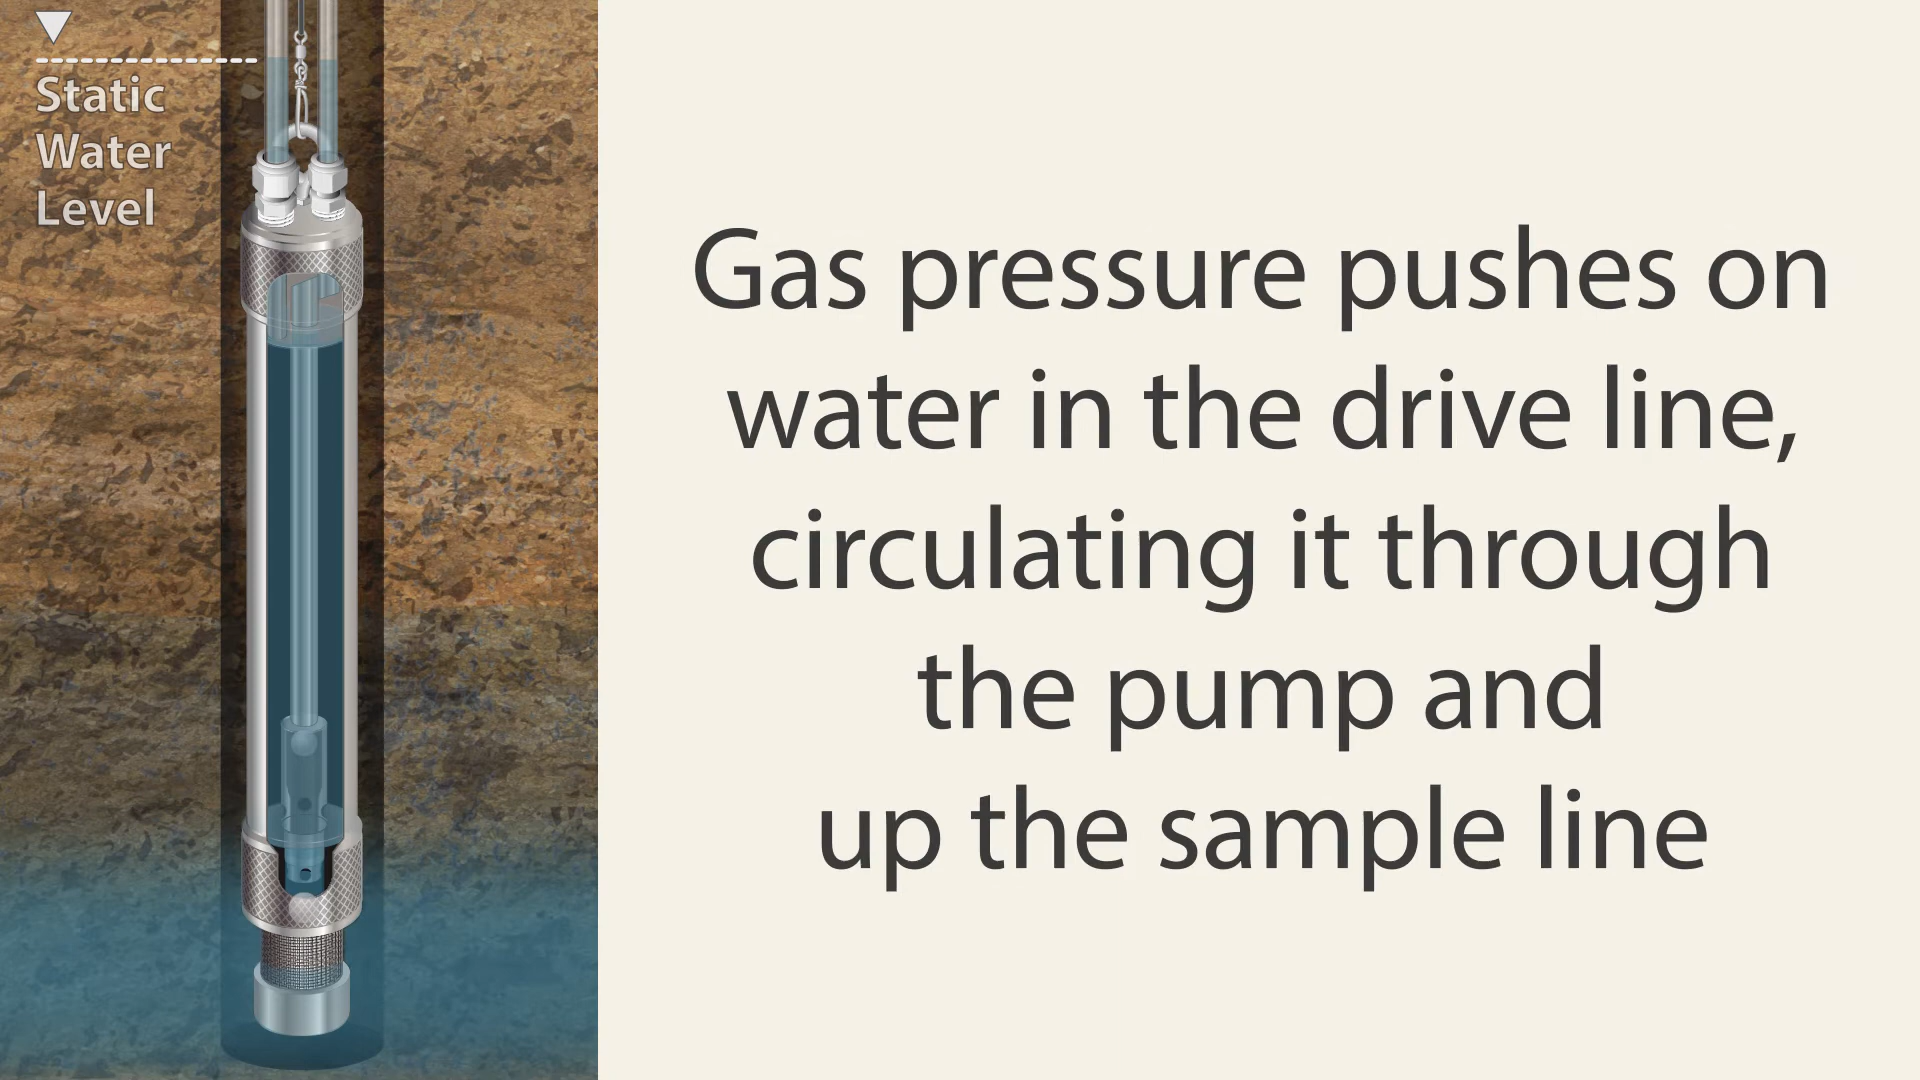 Static
Water
Level
Gas pressure pushes on
water in the drive line,
circulating it through
the pump and
up the sample line